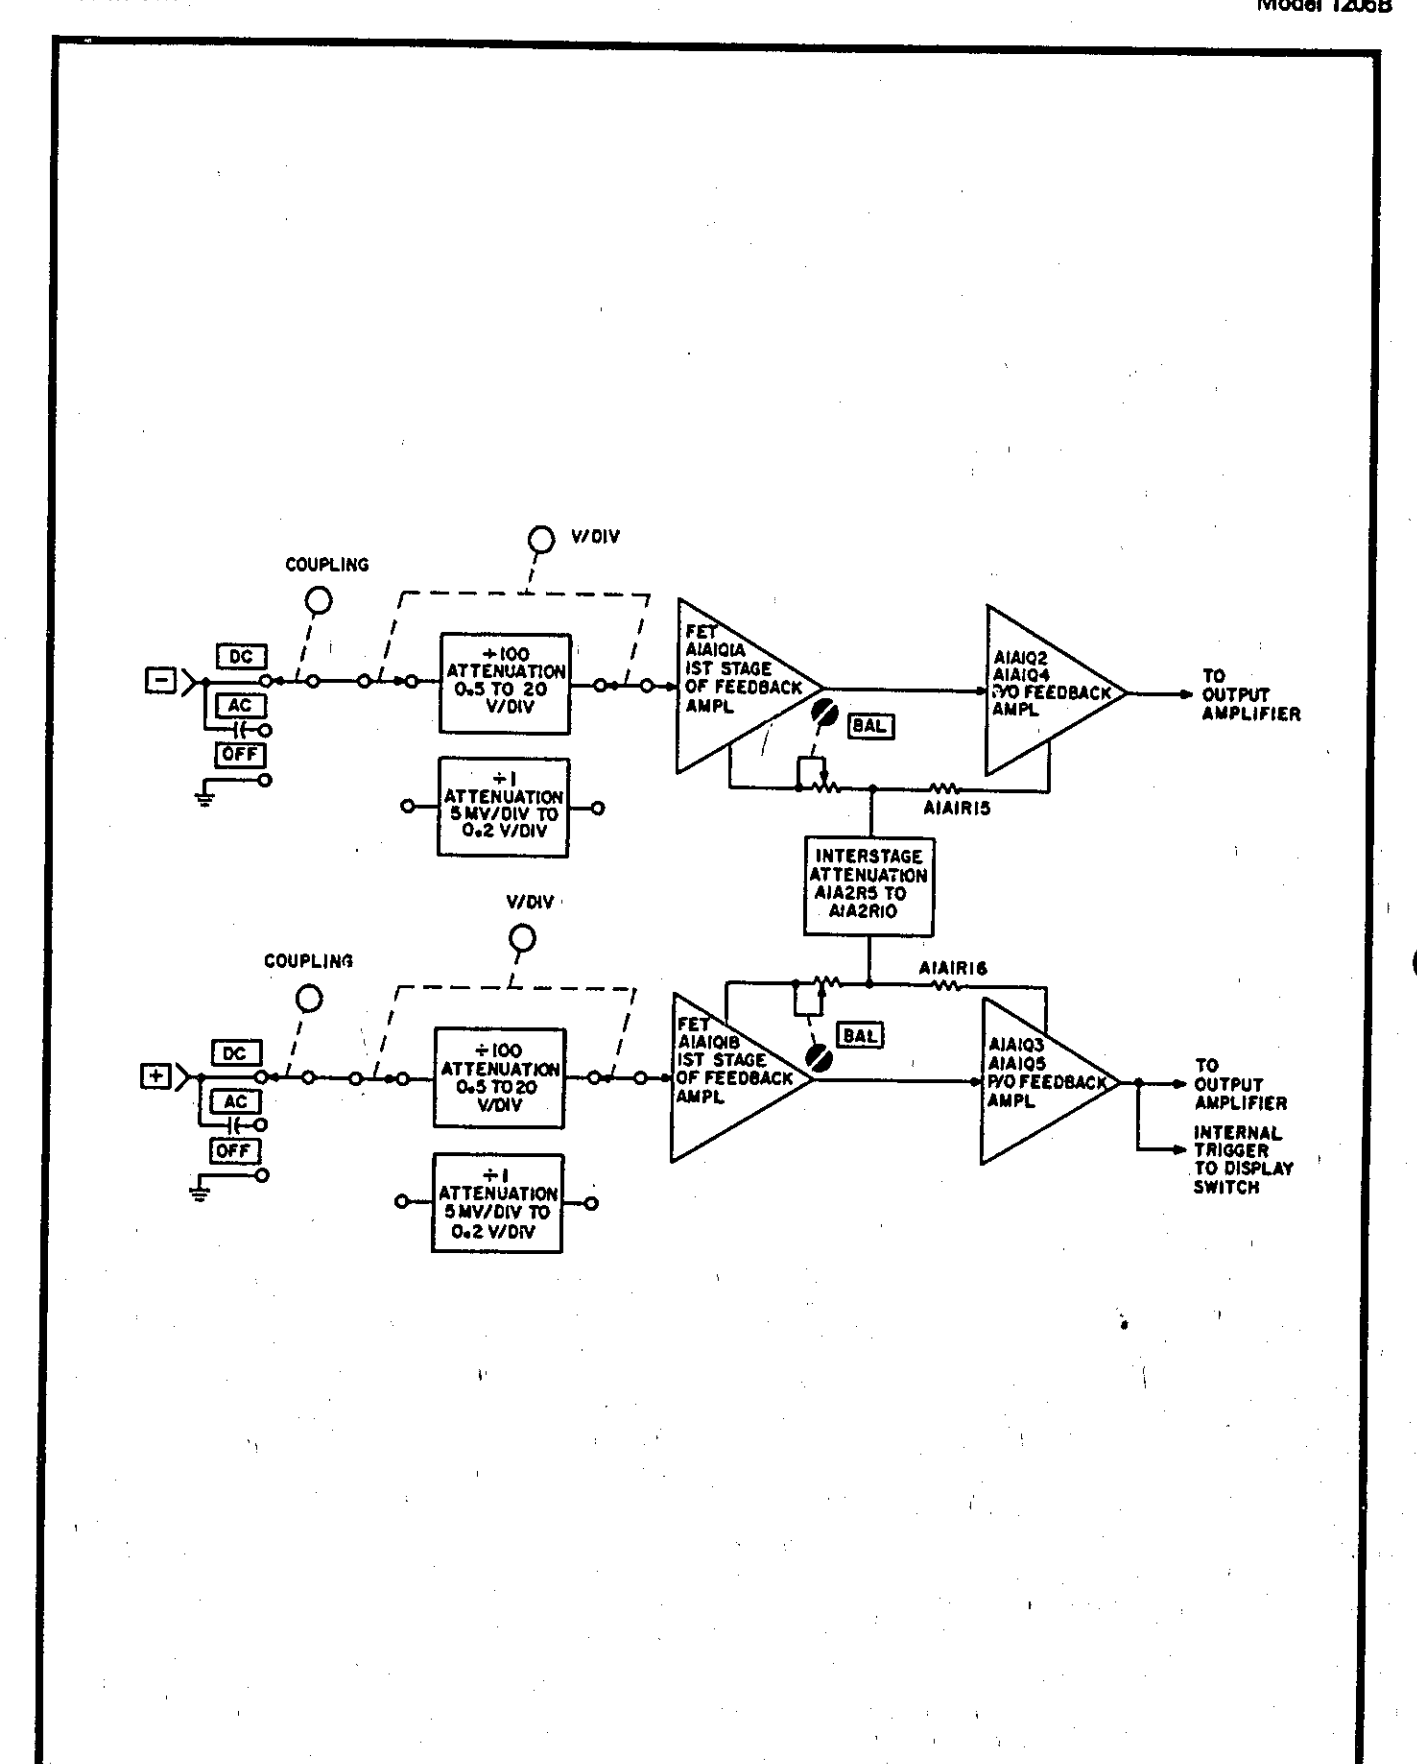 Model 1206B
V/DIV
COUPLING
DC
AC
OFF
−
÷100
ATTENUATION
0.5 TO 20
V/DIV
÷1
ATTENUATION
5 MV/DIV TO
0.2 V/DIV
FET
A1A1Q1A
1ST STAGE
OF FEEDBACK
AMPL
BAL
A1A1Q2
A1A1Q4
P/O FEEDBACK
AMPL
TO
OUTPUT
AMPLIFIER
A1A1R15
INTERSTAGE
ATTENUATION
A1A2R5 TO
A1A2R10
V/DIV
COUPLING
DC
AC
OFF
+
÷100
ATTENUATION
0.5 TO 20
V/DIV
÷1
ATTENUATION
5 MV/DIV TO
0.2 V/DIV
FET
A1A1Q1B
1ST STAGE
OF FEEDBACK
AMPL
BAL
A1A1R16
A1A1Q3
A1A1Q5
P/O FEEDBACK
AMPL
TO
OUTPUT
AMPLIFIER
INTERNAL
TRIGGER
TO DISPLAY
SWITCH